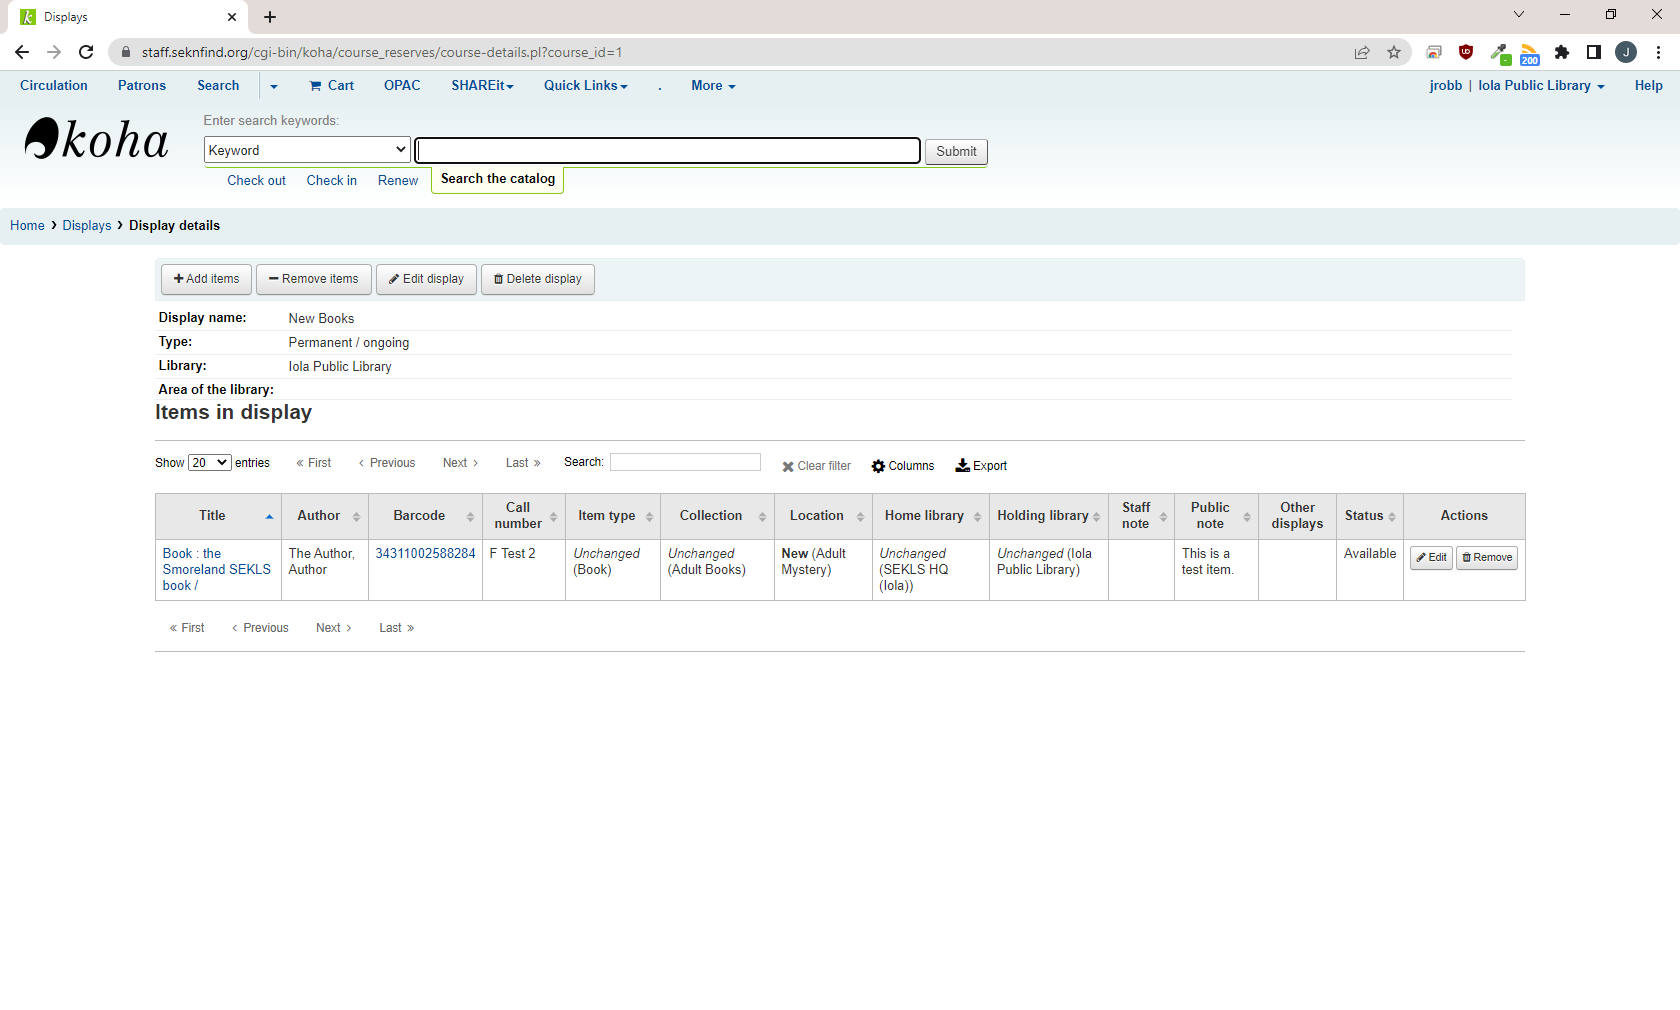 Displays
staff.seknfind.org/cgi-bin/koha/course_reserves/course-details.pl?course_id=1
200
J
Circulation Patrons Search Cart OPAC SHAREit Quick Links . More jrobb | Iola Public Library Help
koha
Enter search keywords:
Keyword Submit
Check out Check in Renew Search the catalog
Home › Displays › Display details
Add items Remove items Edit display Delete display
Display name: New Books
Type: Permanent / ongoing
Library: Iola Public Library
Area of the library:
Items in display
Show 20 entries « First ‹ Previous Next › Last » Search: Clear filter Columns Export
Title Author Barcode Call number Item type Collection Location Home library Holding library Staff note Public note Other displays Status Actions
Book : the Smoreland SEKLS book / The Author, Author 34311002588284 F Test 2 Unchanged (Book) Unchanged (Adult Books) New (Adult Mystery) Unchanged (SEKLS HQ (Iola)) Unchanged (Iola Public Library) This is a test item. Available Edit Remove
« First ‹ Previous Next › Last »